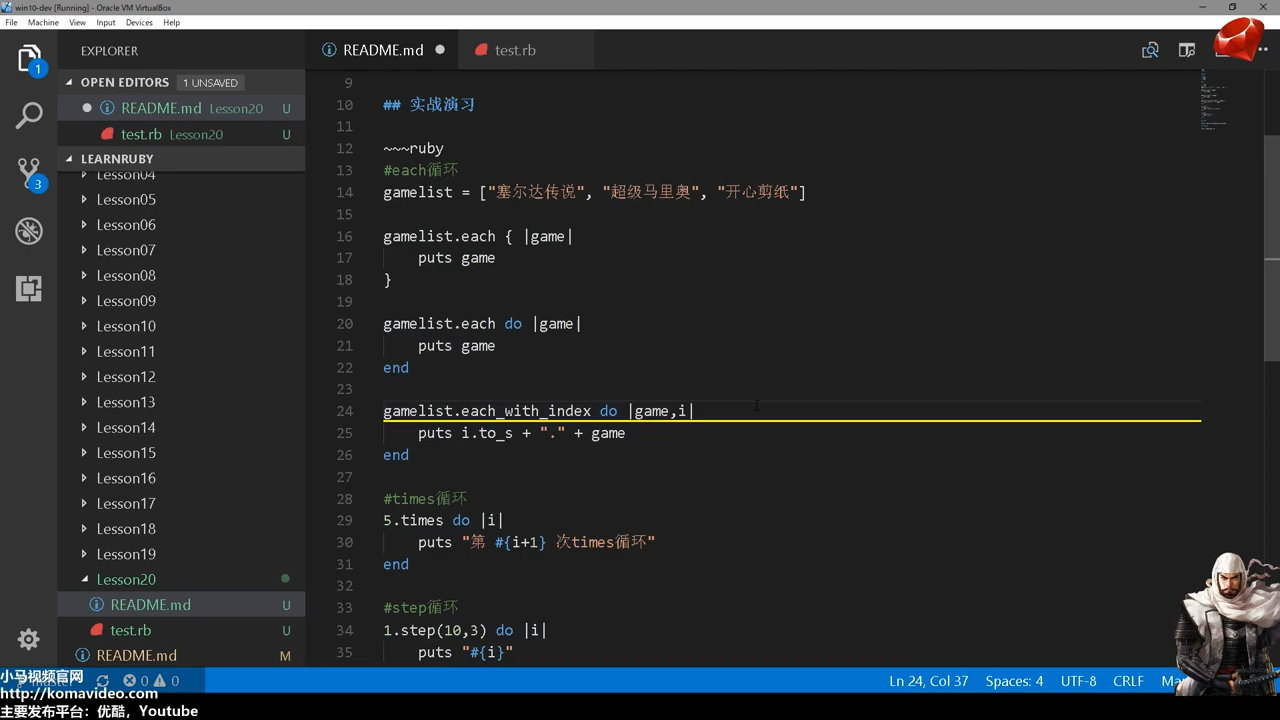 win10-dev [Running] - Oracle VM VirtualBox
File Machine View Input Devices Help
EXPLORER
OPEN EDITORS 1 UNSAVED
README.md Lesson20 U
test.rb Lesson20 U
LEARNRUBY
Lesson04
Lesson05
Lesson06
Lesson07
Lesson08
Lesson09
Lesson10
Lesson11
Lesson12
Lesson13
Lesson14
Lesson15
Lesson16
Lesson17
Lesson18
Lesson19
Lesson20
README.md U
test.rb U
README.md M
1
3
README.md test.rb
9
10 ## 实战演习
11
12 ~~~ruby
13 #each循环
14 gamelist = ["塞尔达传说", "超级马里奥", "开心剪纸"]
15
16 gamelist.each { |game|
17 puts game
18 }
19
20 gamelist.each do |game|
21 puts game
22 end
23
24 gamelist.each_with_index do |game,i|
25 puts i.to_s + "." + game
26 end
27
28 #times循环
29 5.times do |i|
30 puts "第 #{i+1} 次times循环"
31 end
32
33 #step循环
34 1.step(10,3) do |i|
35 puts "#{i}"
0 0 Ln 24, Col 37 Spaces: 4 UTF-8 CRLF
小马视频官网
http://komavideo.com
主要发布平台: 优酷, Youtube